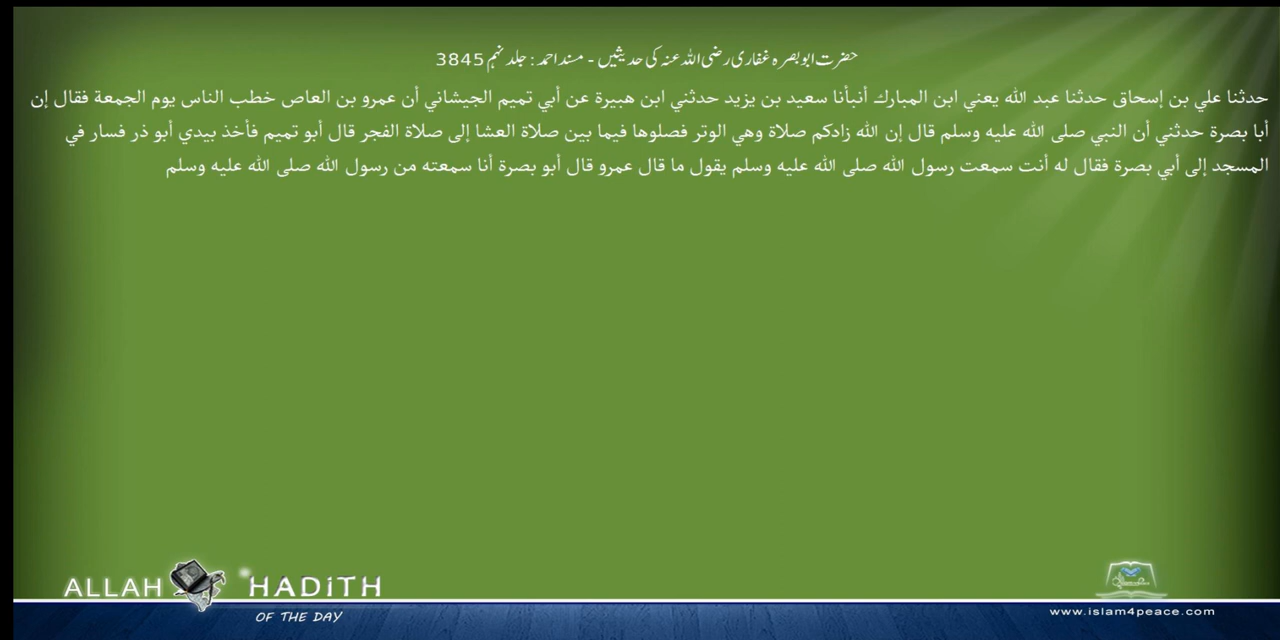 حضرت ابوبصرہ غفاری رضی اللہ عنہ کی حدیثیں - مسند احمد : جلد نہم 3845
حدثنا علي بن إسحاق حدثنا عبد الله يعني ابن المبارك أنبأنا سعيد بن يزيد حدثني ابن هبيرة عن أبي تميم الجيشاني أن عمرو بن العاص خطب الناس يوم الجمعة فقال إن
أبا بصرة حدثني أن النبي صلى الله عليه وسلم قال إن الله زادكم صلاة وهي الوتر فصلوها فيما بين صلاة العشا إلى صلاة الفجر قال أبو تميم فأخذ بيدي أبو ذر فسار في
المسجد إلى أبي بصرة فقال له أنت سمعت رسول الله صلى الله عليه وسلم يقول ما قال عمرو قال أبو بصرة أنا سمعته من رسول الله صلى الله عليه وسلم
ALLAH HADITH
OF THE DAY
www.islam4peace.com